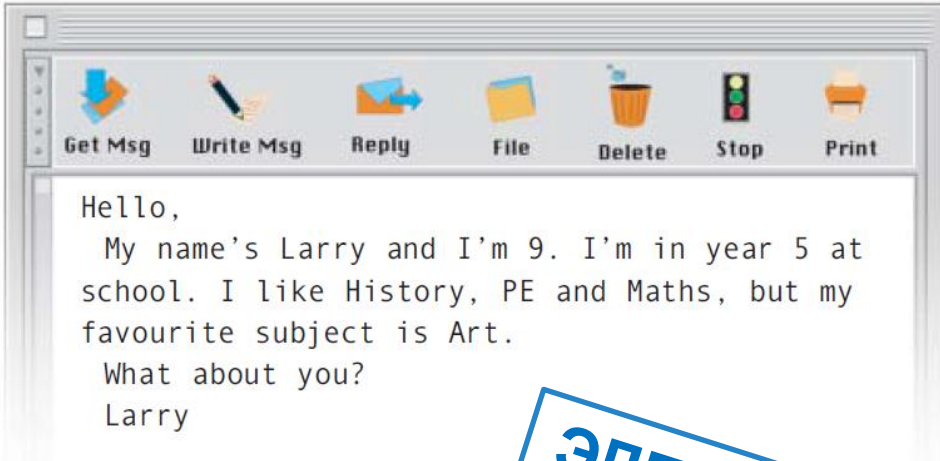 Get Msg Write Msg Reply File Delete Stop Print
Hello,
My name's Larry and I'm 9. I'm in year 5 at
school. I like History, PE and Maths, but my
favourite subject is Art.
What about you?
Larry